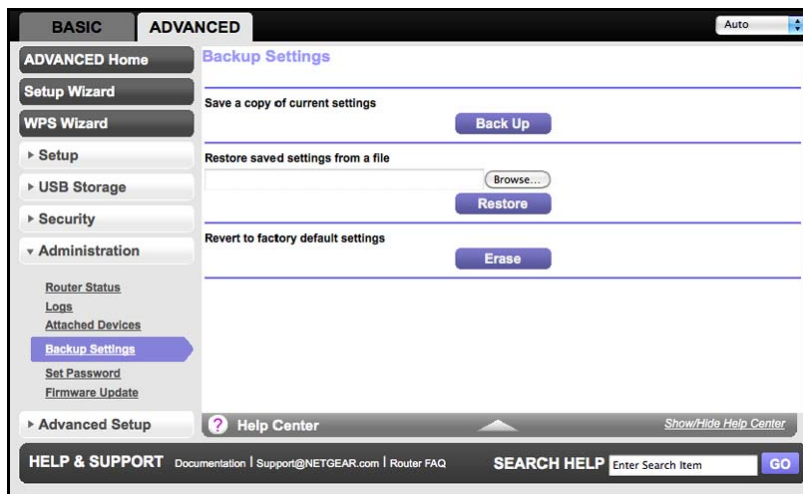 BASIC
ADVANCED
Auto
ADVANCED Home
Setup Wizard
WPS Wizard
Setup
USB Storage
Security
Administration
Router Status
Logs
Attached Devices
Backup Settings
Set Password
Firmware Update
Advanced Setup
Backup Settings
Save a copy of current settings
Back Up
Restore saved settings from a file
Browse...
Restore
Revert to factory default settings
Erase
? Help Center
Show/Hide Help Center
HELP & SUPPORT Documentation | Support@NETGEAR.com | Router FAQ
SEARCH HELP Enter Search Item GO